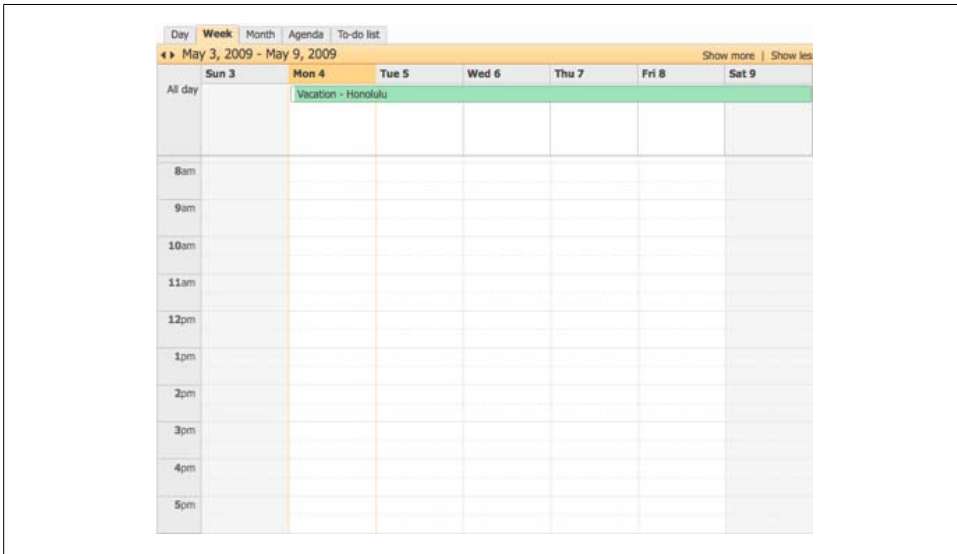 Day Week Month Agenda To-do list
May 3, 2009 - May 9, 2009 Show more | Show les
Sun 3 Mon 4 Tue 5 Wed 6 Thu 7 Fri 8 Sat 9
All day Vacation - Honolulu
8am
9am
10am
11am
12pm
1pm
2pm
3pm
4pm
5pm